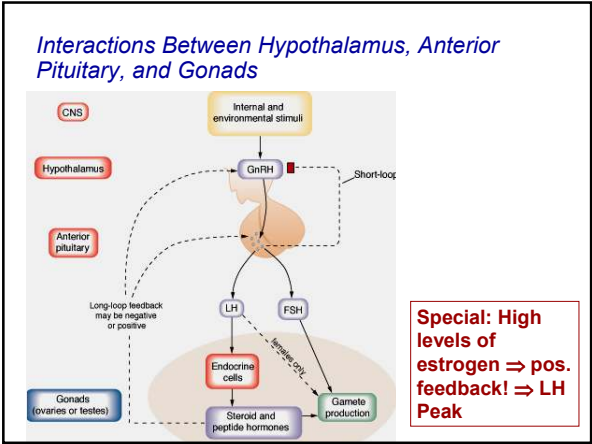 Interactions Between Hypothalamus, Anterior
Pituitary, and Gonads
CNS
Internal and
environmental stimuli
Hypothalamus
GnRH
Short-loop
Anterior
pituitary
Long-loop feedback
may be negative
or positive
LH
FSH
females only
Endocrine
cells
Gonads
(ovaries or testes)
Steroid and
peptide hormones
Gamete
production
Special: High
levels of
estrogen ⇒ pos.
feedback! ⇒ LH
Peak